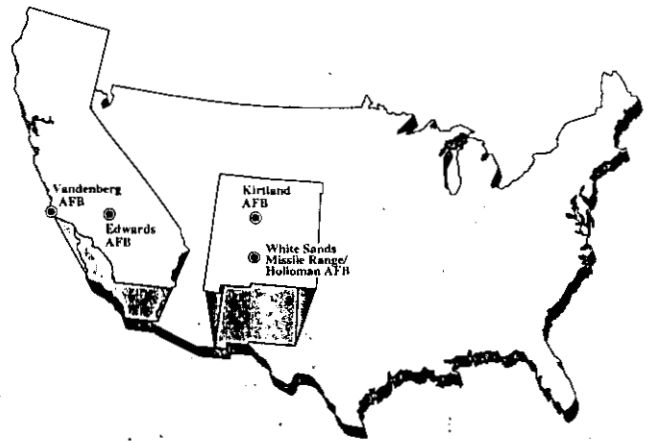 Vandenberg
AFB
Edwards
AFB
Kirtland
AFB
White Sands
Missile Range/
Holloman AFB